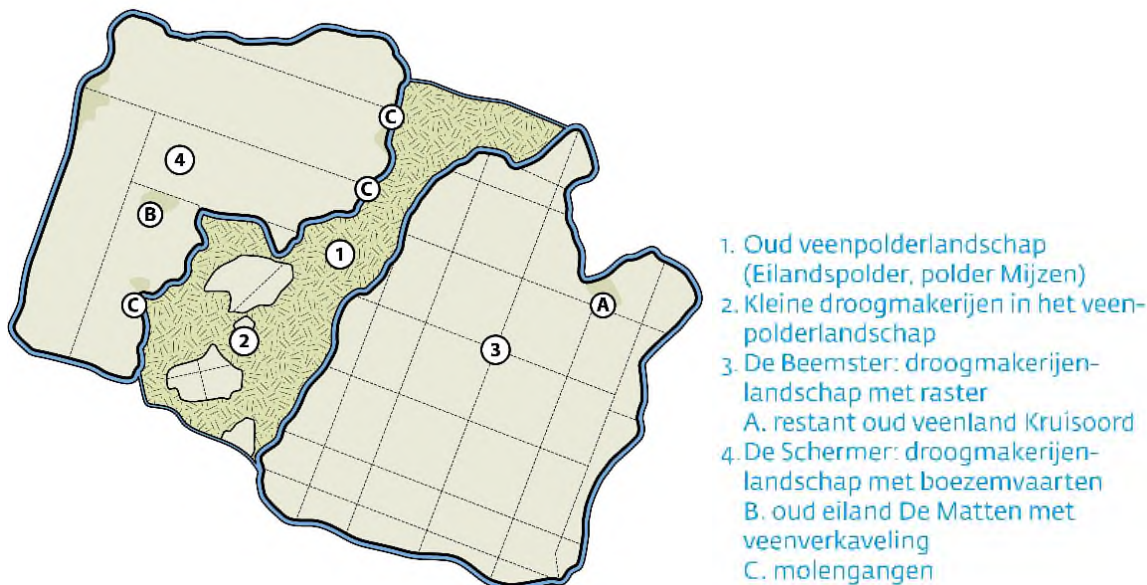 C
4
C
B
1
C
2
A
3
1. Oud veenpolderlandschap
(Eilandspolder, polder Mijzen)
2. Kleine droogmakerijen in het veen-
polderlandschap
3. De Beemster: droogmakerijen-
landschap met raster
A. restant oud veenland Kruisoord
4. De Schermer: droogmakerijen-
landschap met boezemvaarten
B. oud eiland De Matten met
veenverkaveling
C. molengangen